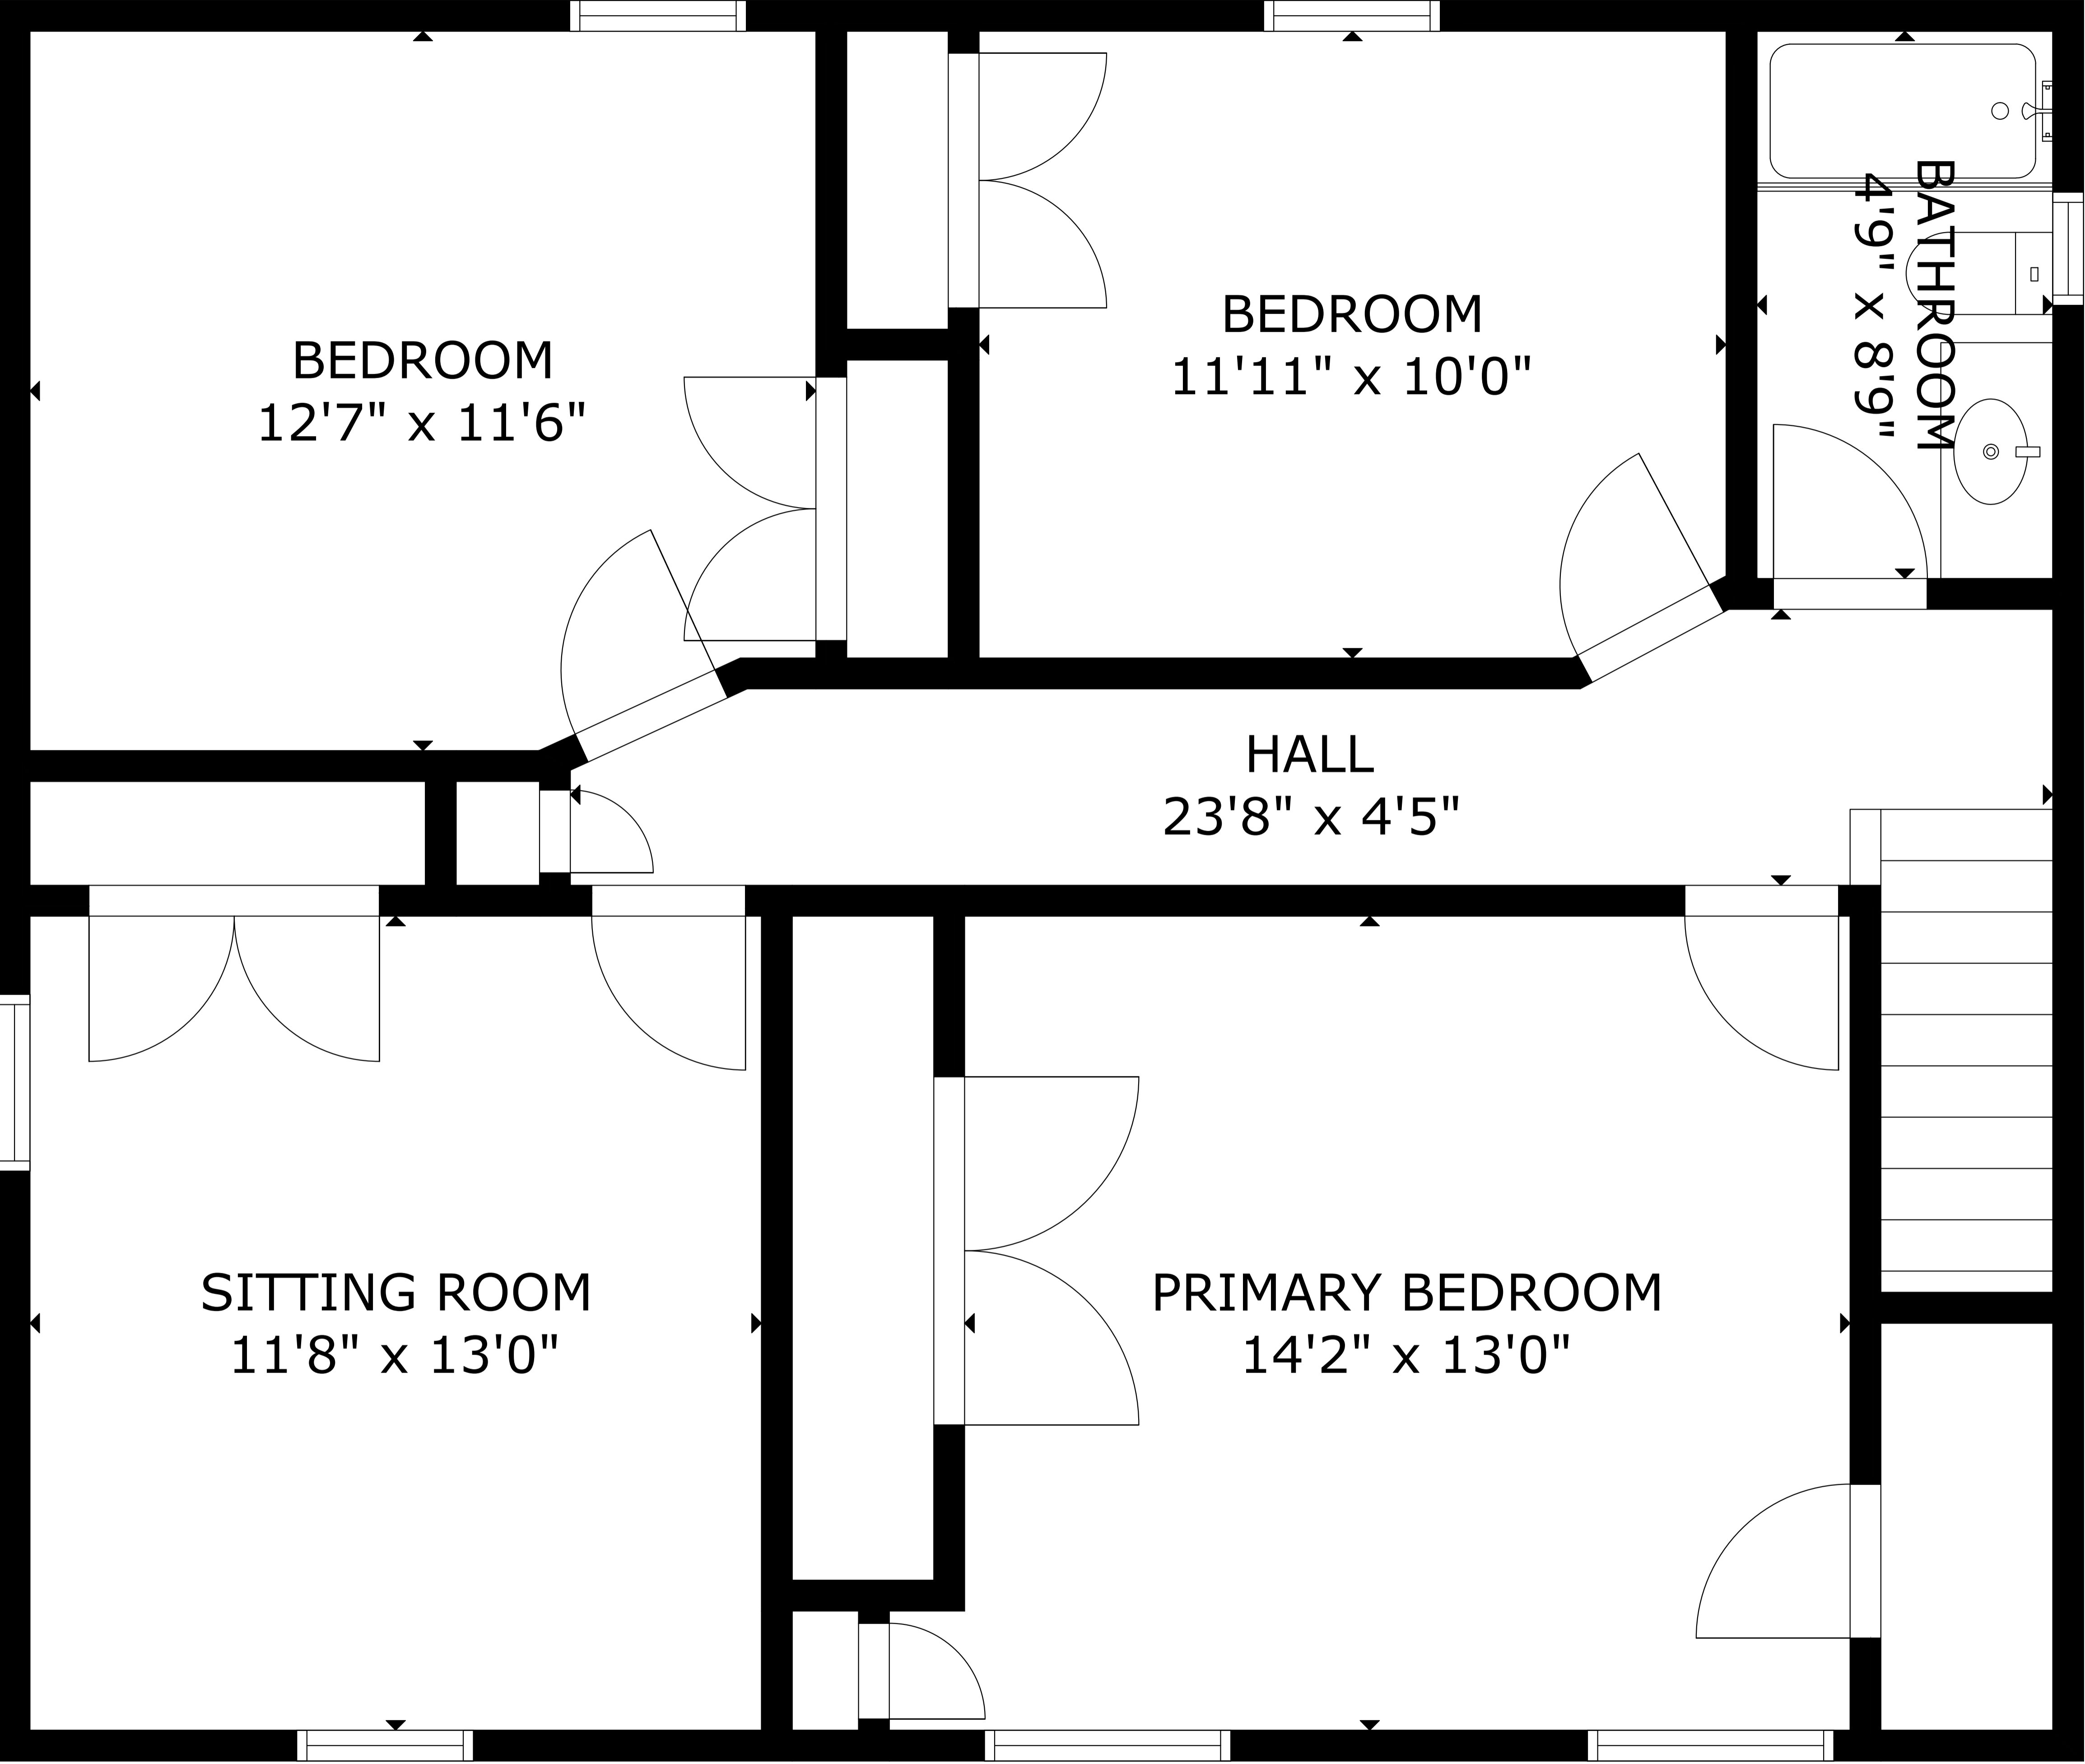 BEDROOM
12'7" x 11'6"
BEDROOM
11'11" x 10'0"
BATHROOM
4'9" x 8'9"
HALL
23'8" x 4'5"
SITTING ROOM
11'8" x 13'0"
PRIMARY BEDROOM
14'2" x 13'0"